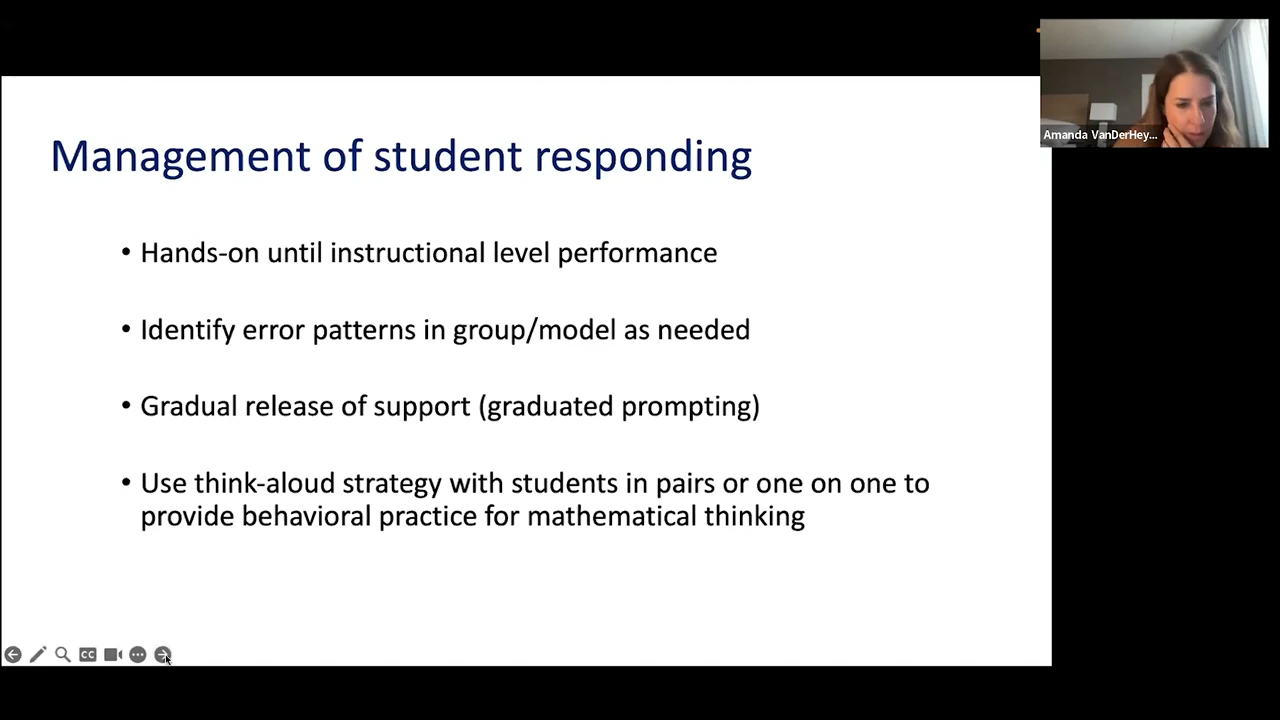 Amanda VanDerHey...
Management of student responding
• Hands-on until instructional level performance
• Identify error patterns in group/model as needed
• Gradual release of support (graduated prompting)
• Use think-aloud strategy with students in pairs or one on one to
provide behavioral practice for mathematical thinking
CC